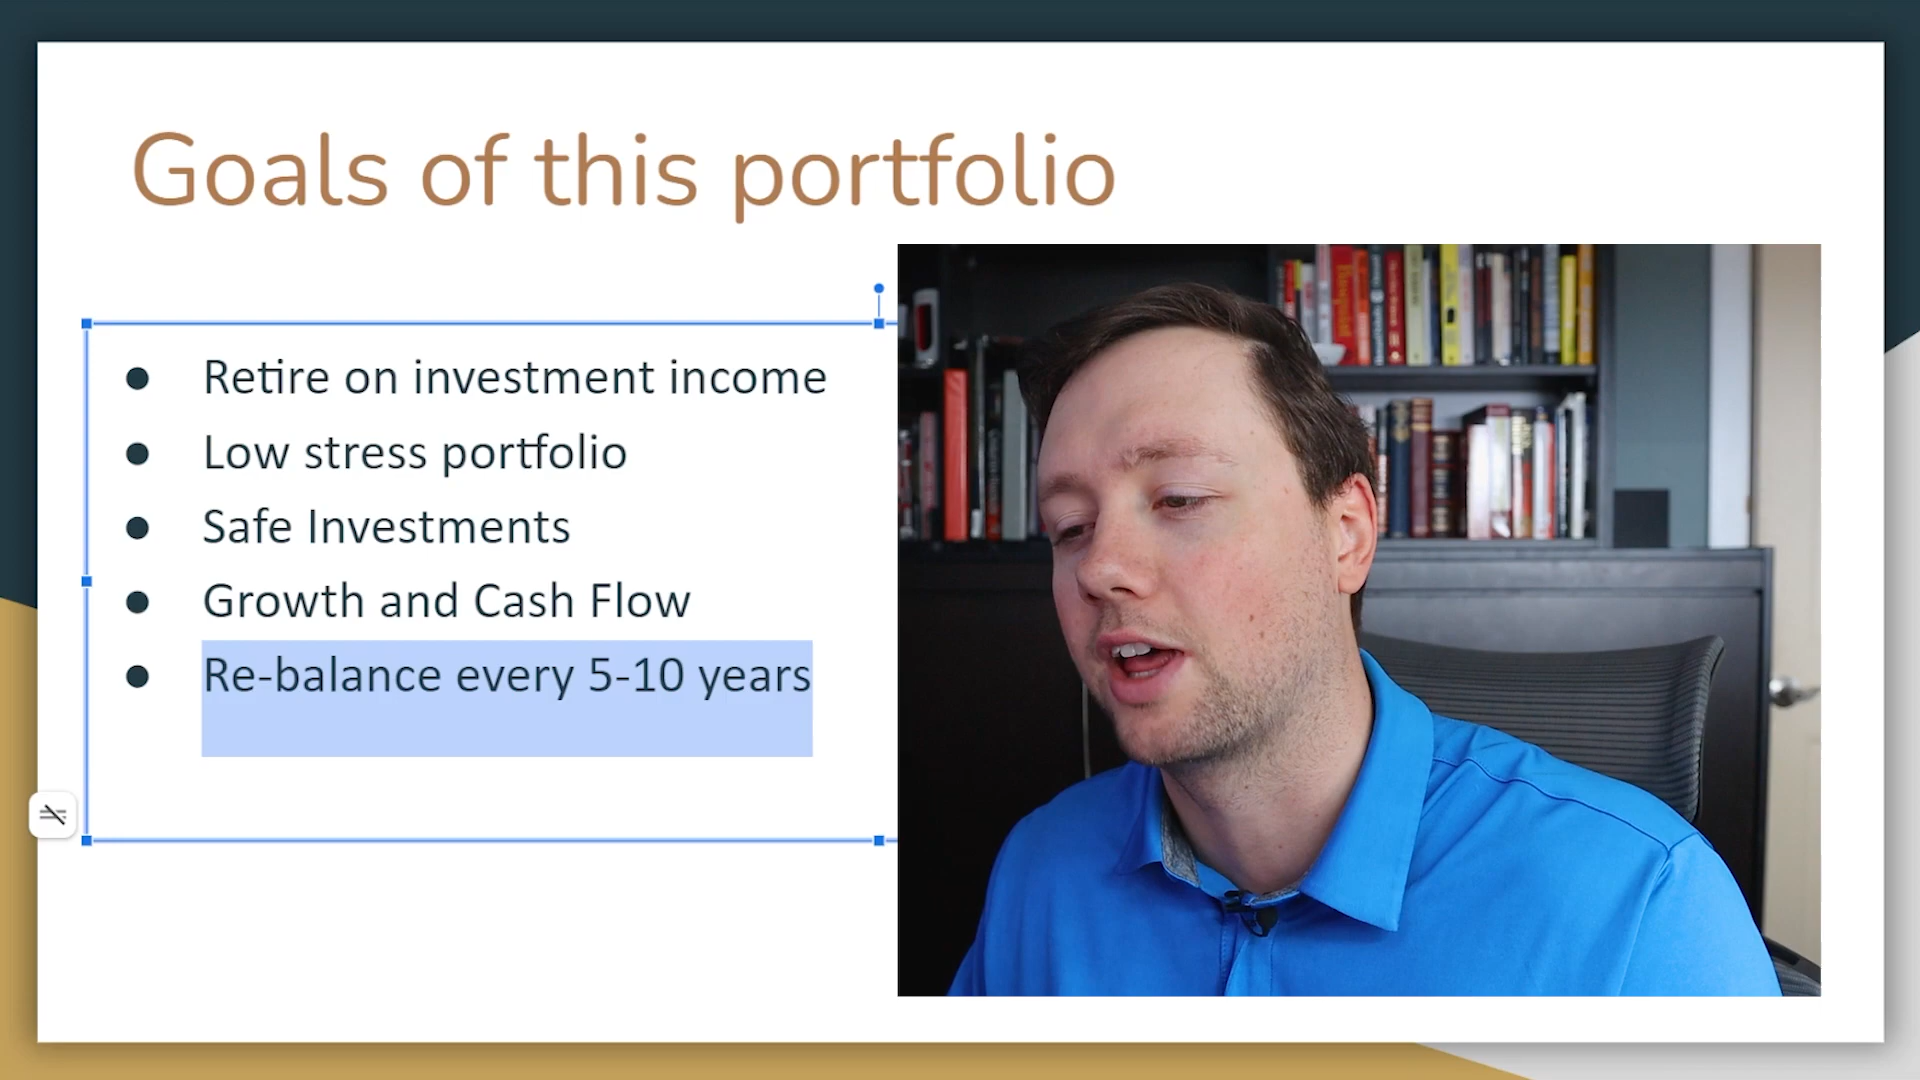 Goals of this portfolio
● Retire on investment income
● Low stress portfolio
● Safe Investments
● Growth and Cash Flow
● Re-balance every 5-10 years